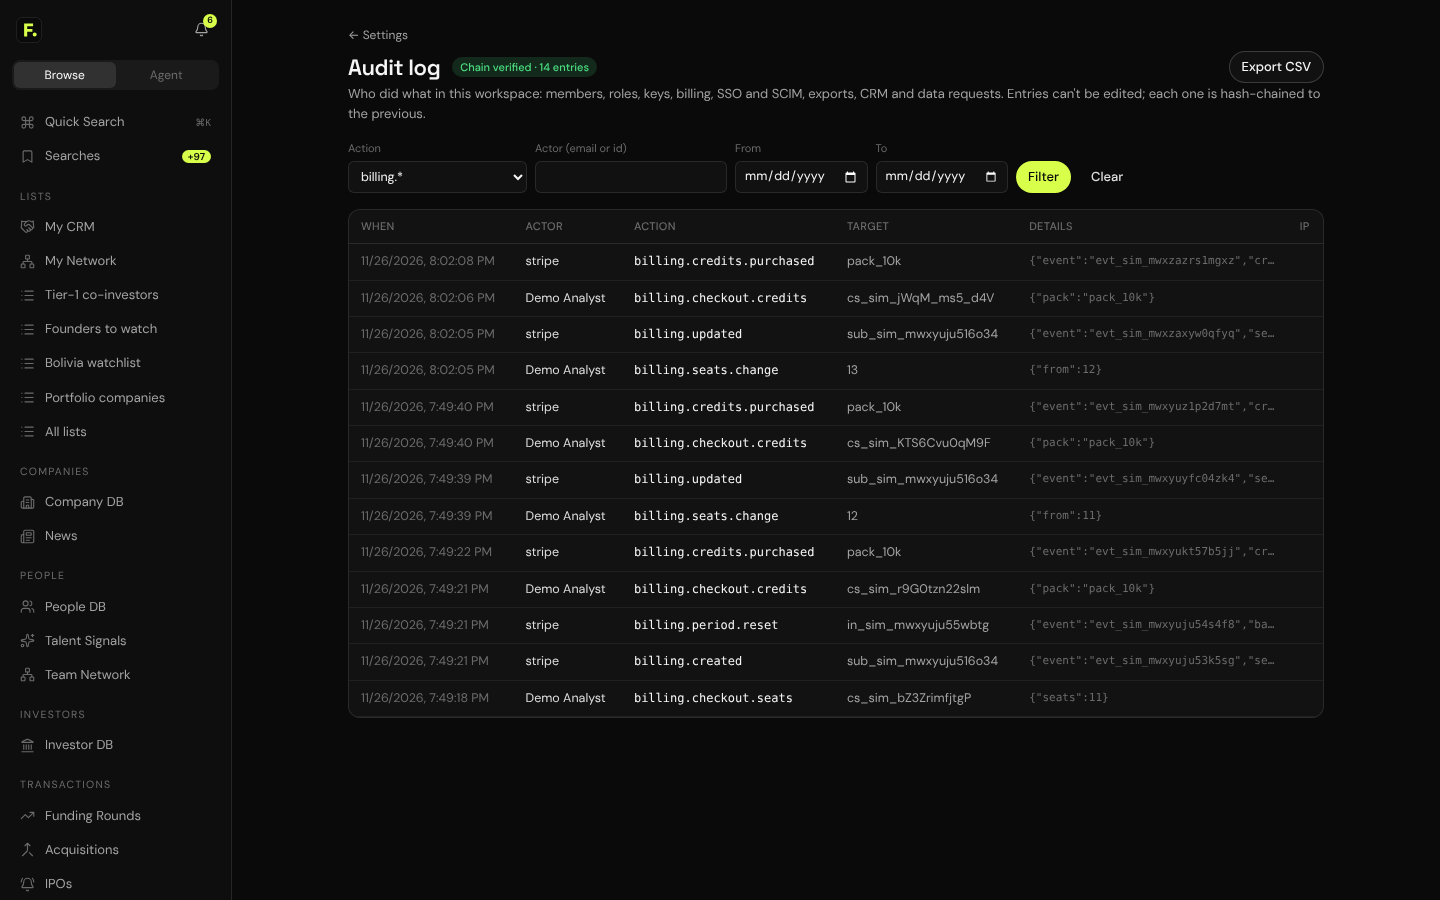 F.
6
Browse
Agent
Quick Search
⌘K
Searches
+97
LISTS
My CRM
My Network
Tier-1 co-investors
Founders to watch
Bolivia watchlist
Portfolio companies
All lists
COMPANIES
Company DB
News
PEOPLE
People DB
Talent Signals
Team Network
INVESTORS
Investor DB
TRANSACTIONS
Funding Rounds
Acquisitions
IPOs
← Settings
Audit log
Chain verified · 14 entries
Export CSV
Who did what in this workspace: members, roles, keys, billing, SSO and SCIM, exports, CRM and data requests. Entries can't be edited; each one is hash-chained to
the previous.
Action
Actor (email or id)
From
To
billing.*
mm/dd/yyyy
mm/dd/yyyy
Filter
Clear
WHEN ACTOR ACTION TARGET DETAILS IP
11/26/2026, 8:02:08 PM stripe billing.credits.purchased pack_10k {"event":"evt_sim_mwxzazrs1mgxz","cr…
11/26/2026, 8:02:06 PM Demo Analyst billing.checkout.credits cs_sim_jWqM_ms5_d4V {"pack":"pack_10k"}
11/26/2026, 8:02:05 PM stripe billing.updated sub_sim_mwxyuju516o34 {"event":"evt_sim_mwxzaxyw0qfyq","se…
11/26/2026, 8:02:05 PM Demo Analyst billing.seats.change 13 {"from":12}
11/26/2026, 7:49:40 PM stripe billing.credits.purchased pack_10k {"event":"evt_sim_mwxyuz1p2d7mt","cr…
11/26/2026, 7:49:40 PM Demo Analyst billing.checkout.credits cs_sim_KTS6Cvu0qM9F {"pack":"pack_10k"}
11/26/2026, 7:49:39 PM stripe billing.updated sub_sim_mwxyuju516o34 {"event":"evt_sim_mwxyuyfc04zk4","se…
11/26/2026, 7:49:39 PM Demo Analyst billing.seats.change 12 {"from":11}
11/26/2026, 7:49:22 PM stripe billing.credits.purchased pack_10k {"event":"evt_sim_mwxyukt57b5jj","cr…
11/26/2026, 7:49:21 PM Demo Analyst billing.checkout.credits cs_sim_r9G0tzn22slm {"pack":"pack_10k"}
11/26/2026, 7:49:21 PM stripe billing.period.reset in_sim_mwxyuju55wbtg {"event":"evt_sim_mwxyuju54s4f8","ba…
11/26/2026, 7:49:21 PM stripe billing.created sub_sim_mwxyuju516o34 {"event":"evt_sim_mwxyuju53k5sg","se…
11/26/2026, 7:49:18 PM Demo Analyst billing.checkout.seats cs_sim_bZ3ZrimfjtgP {"seats":11}